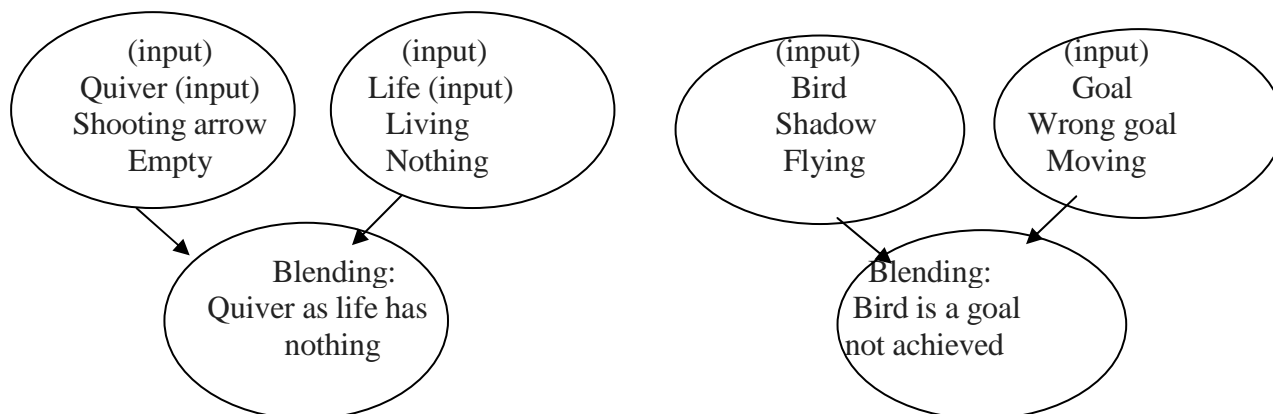 (input)
Quiver (input)
Shooting arrow
Empty
(input)
Life (input)
Living
Nothing
Blending:
Quiver as life has
nothing
(input)
Bird
Shadow
Flying
(input)
Goal
Wrong goal
Moving
Blending:
Bird is a goal
not achieved